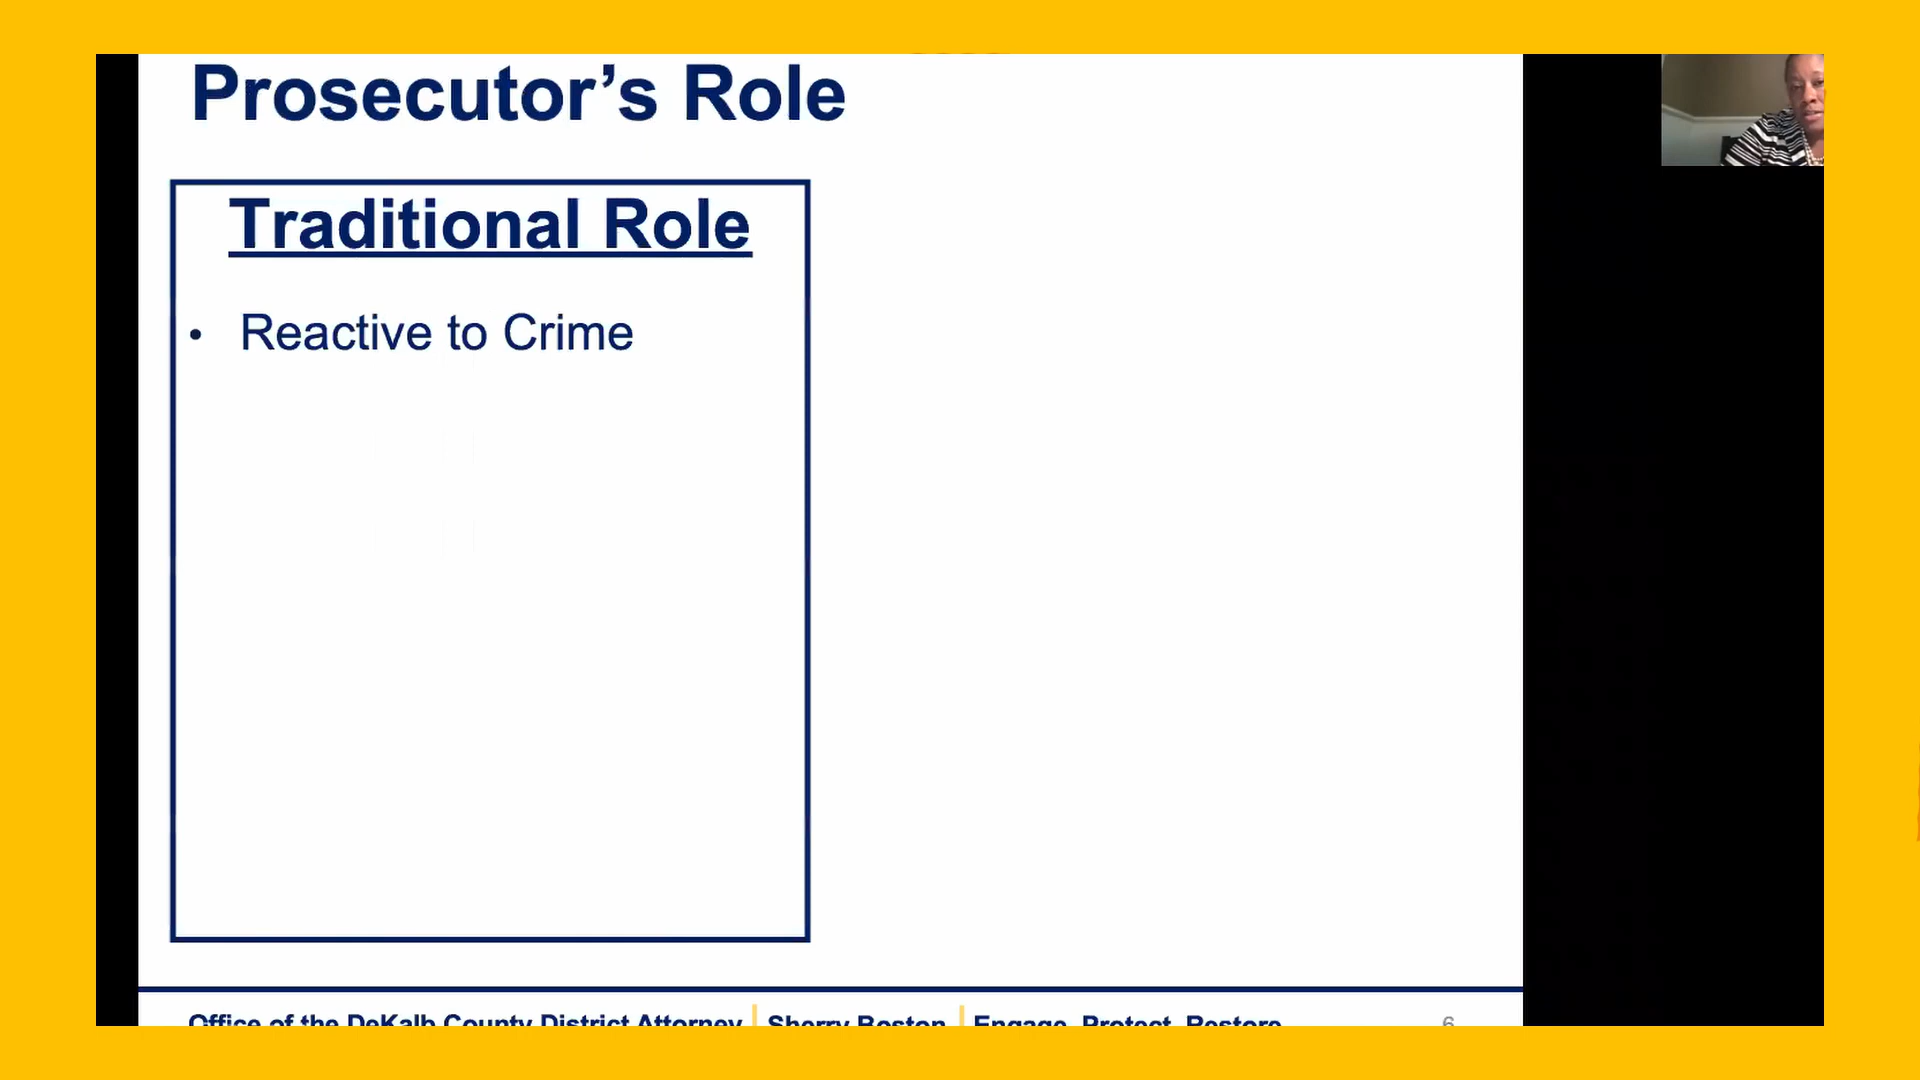 Prosecutor's Role
Traditional Role
• Reactive to Crime
Office of the DeKalb County District Attorney | Sherry Boston | Engage. Protect. Restore. 6